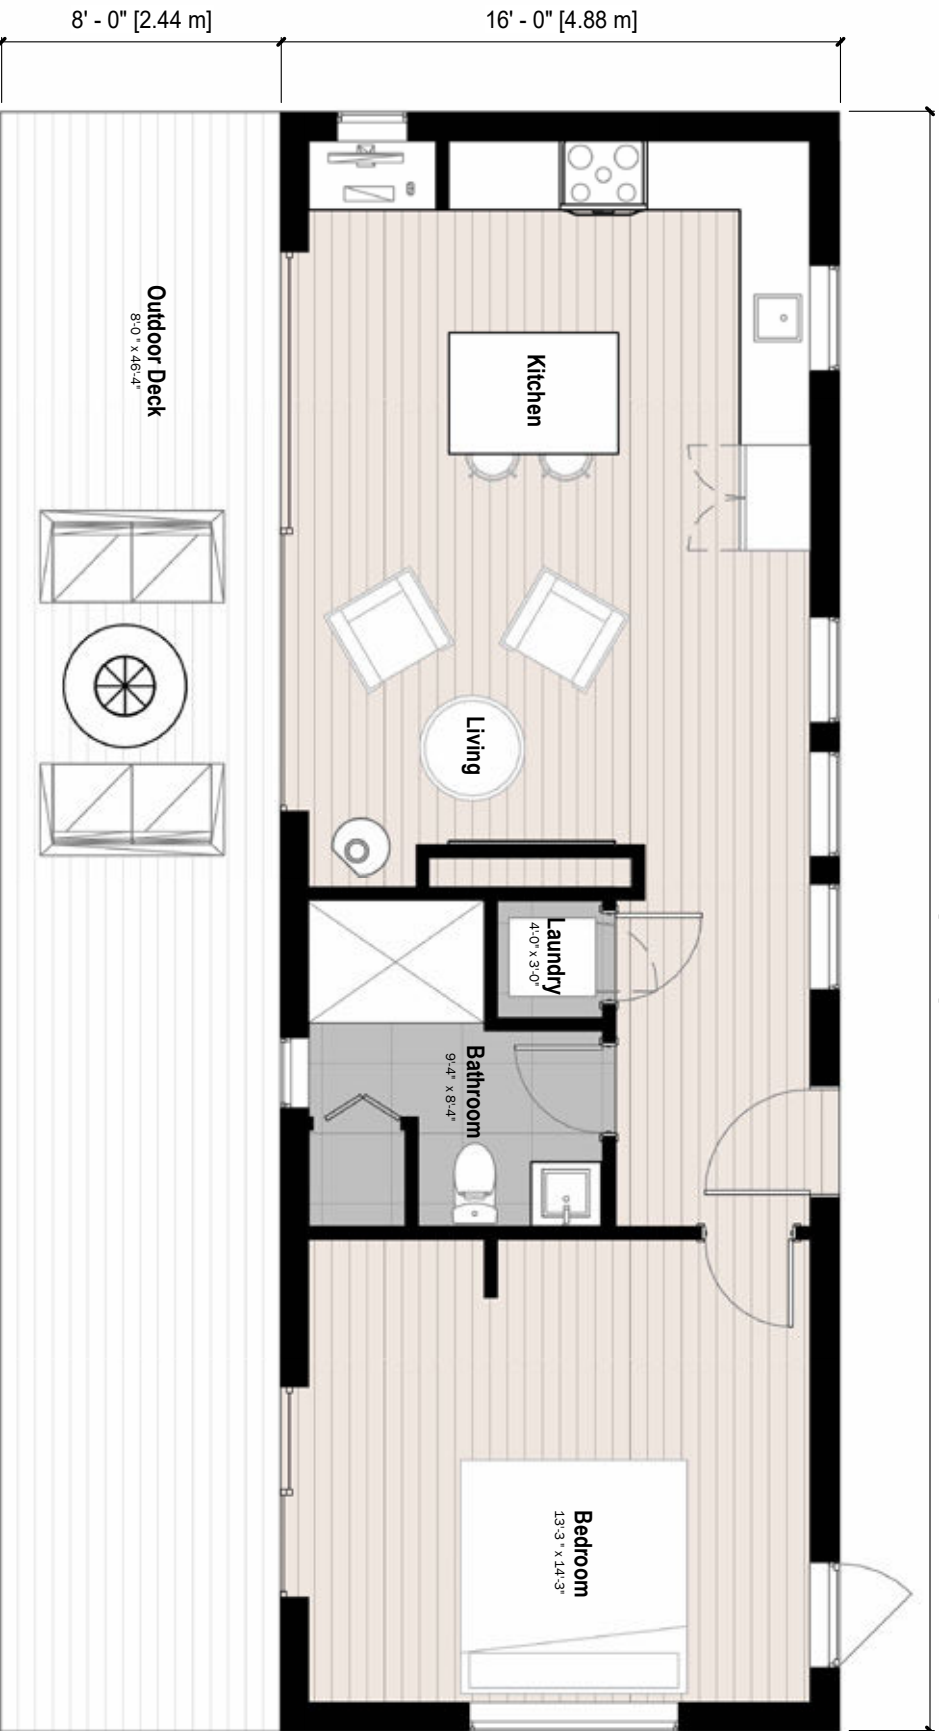 8' - 0" [2.44 m]
16' - 0" [4.88 m]
Outdoor Deck
8'-0" x 46'-4"
Kitchen
Living
Laundry
4'-0" x 3'-0"
Bathroom
9'-4" x 8'-4"
Bedroom
13'-3" x 14'-3"